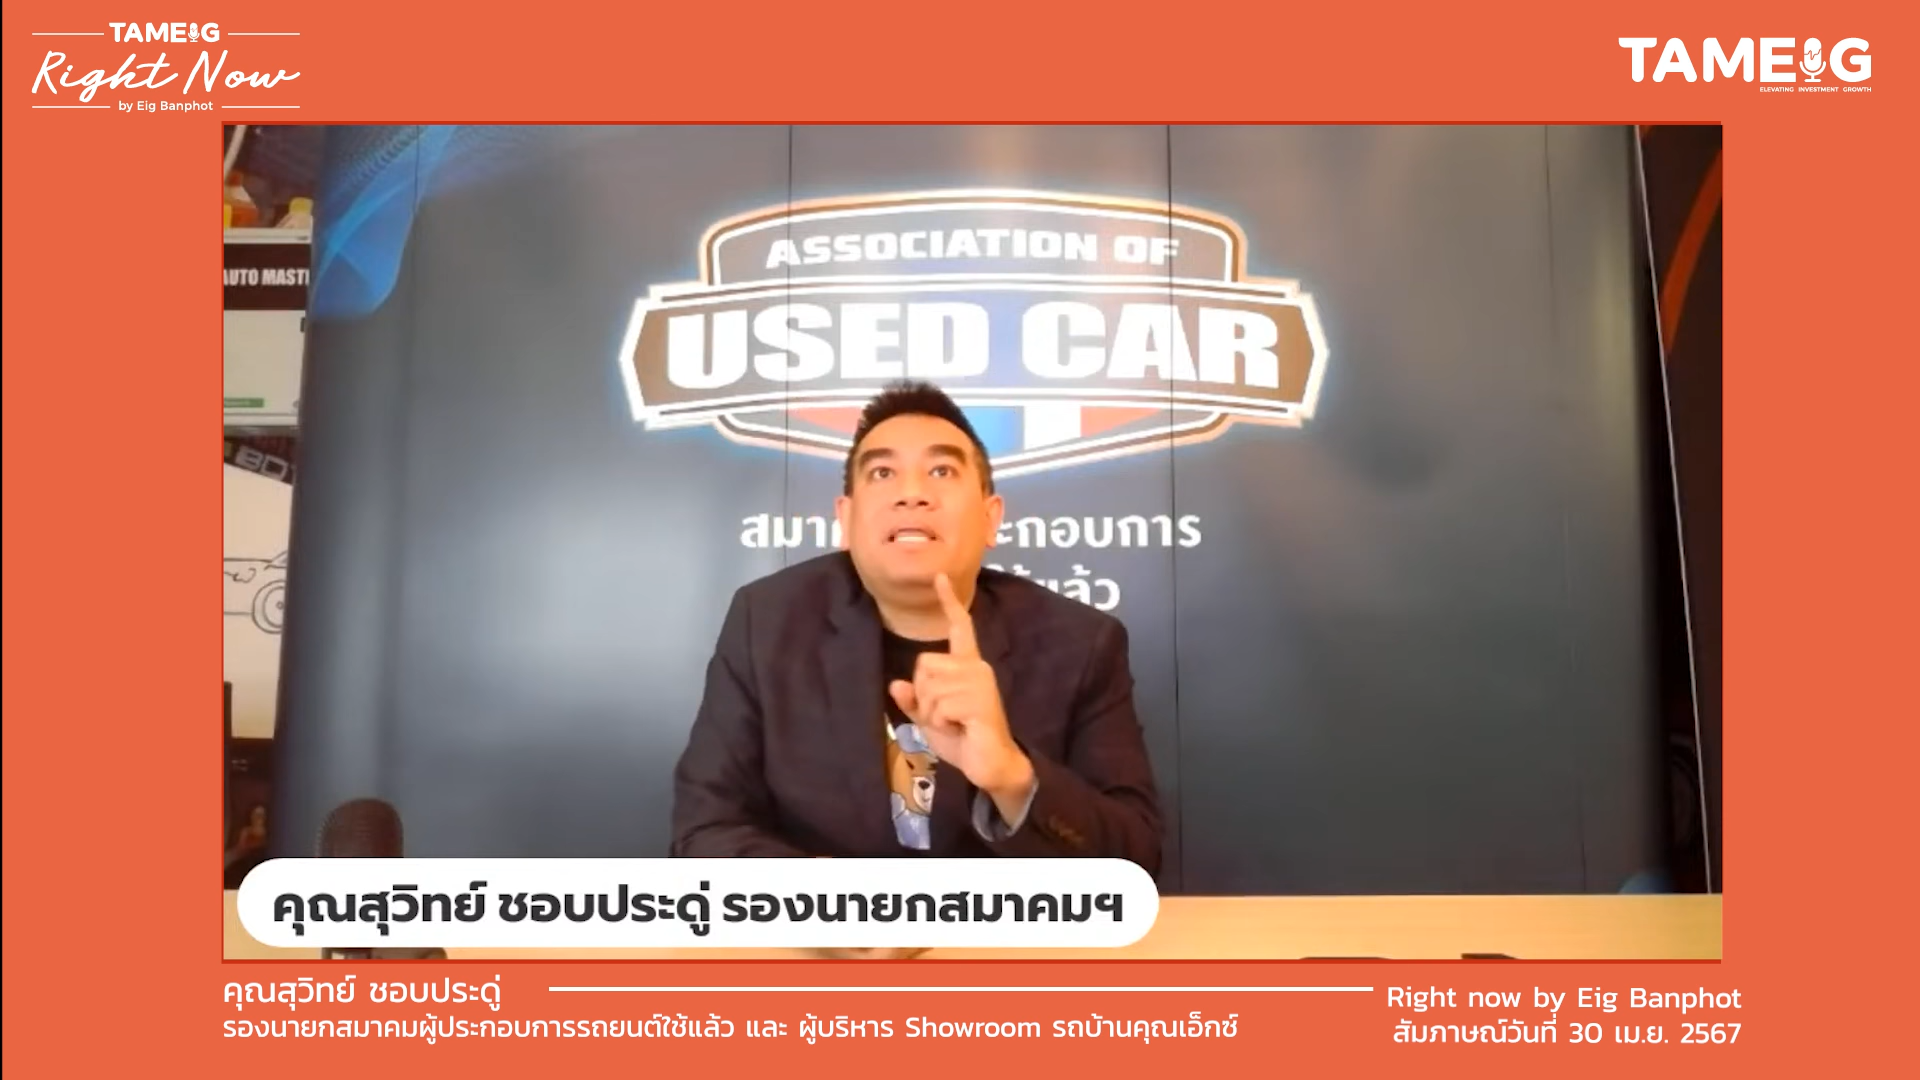 TAMEIG
Right Now
by Eig Banphot
TAMEIG
ELEVATING INVESTMENT GROWTH
AUTO
ASSOCIATION OF
USED CAR
คุณสุวิทย์ ชอบประดู่ รองนายกสมาคมฯ
คุณสุวิทย์ ชอบประดู่
รองนายกสมาคมผู้ประกอบการรถยนต์ใช้แล้ว และ ผู้บริหาร Showroom รถบ้านคุณเอ็กซ์
Right now by Eig Banphot
สัมภาษณ์วันที่ 30 เม.ย. 2567